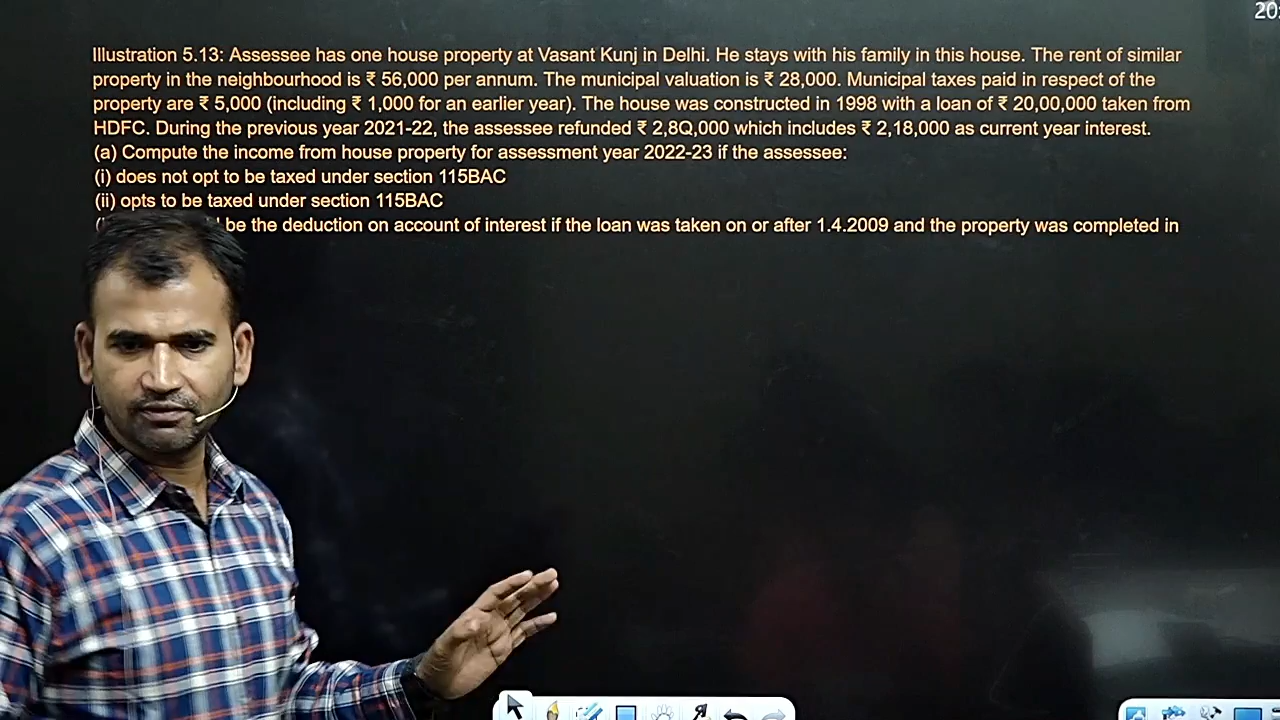 20
Illustration 5.13: Assessee has one house property at Vasant Kunj in Delhi. He stays with his family in this house. The rent of similar
property in the neighbourhood is ₹ 56,000 per annum. The municipal valuation is ₹ 28,000. Municipal taxes paid in respect of the
property are ₹ 5,000 (including ₹ 1,000 for an earlier year). The house was constructed in 1998 with a loan of ₹ 20,00,000 taken from
HDFC. During the previous year 2021-22, the assessee refunded ₹ 2,8Q,000 which includes ₹ 2,18,000 as current year interest.
(a) Compute the income from house property for assessment year 2022-23 if the assessee:
(i) does not opt to be taxed under section 115BAC
(ii) opts to be taxed under section 115BAC
be the deduction on account of interest if the loan was taken on or after 1.4.2009 and the property was completed in